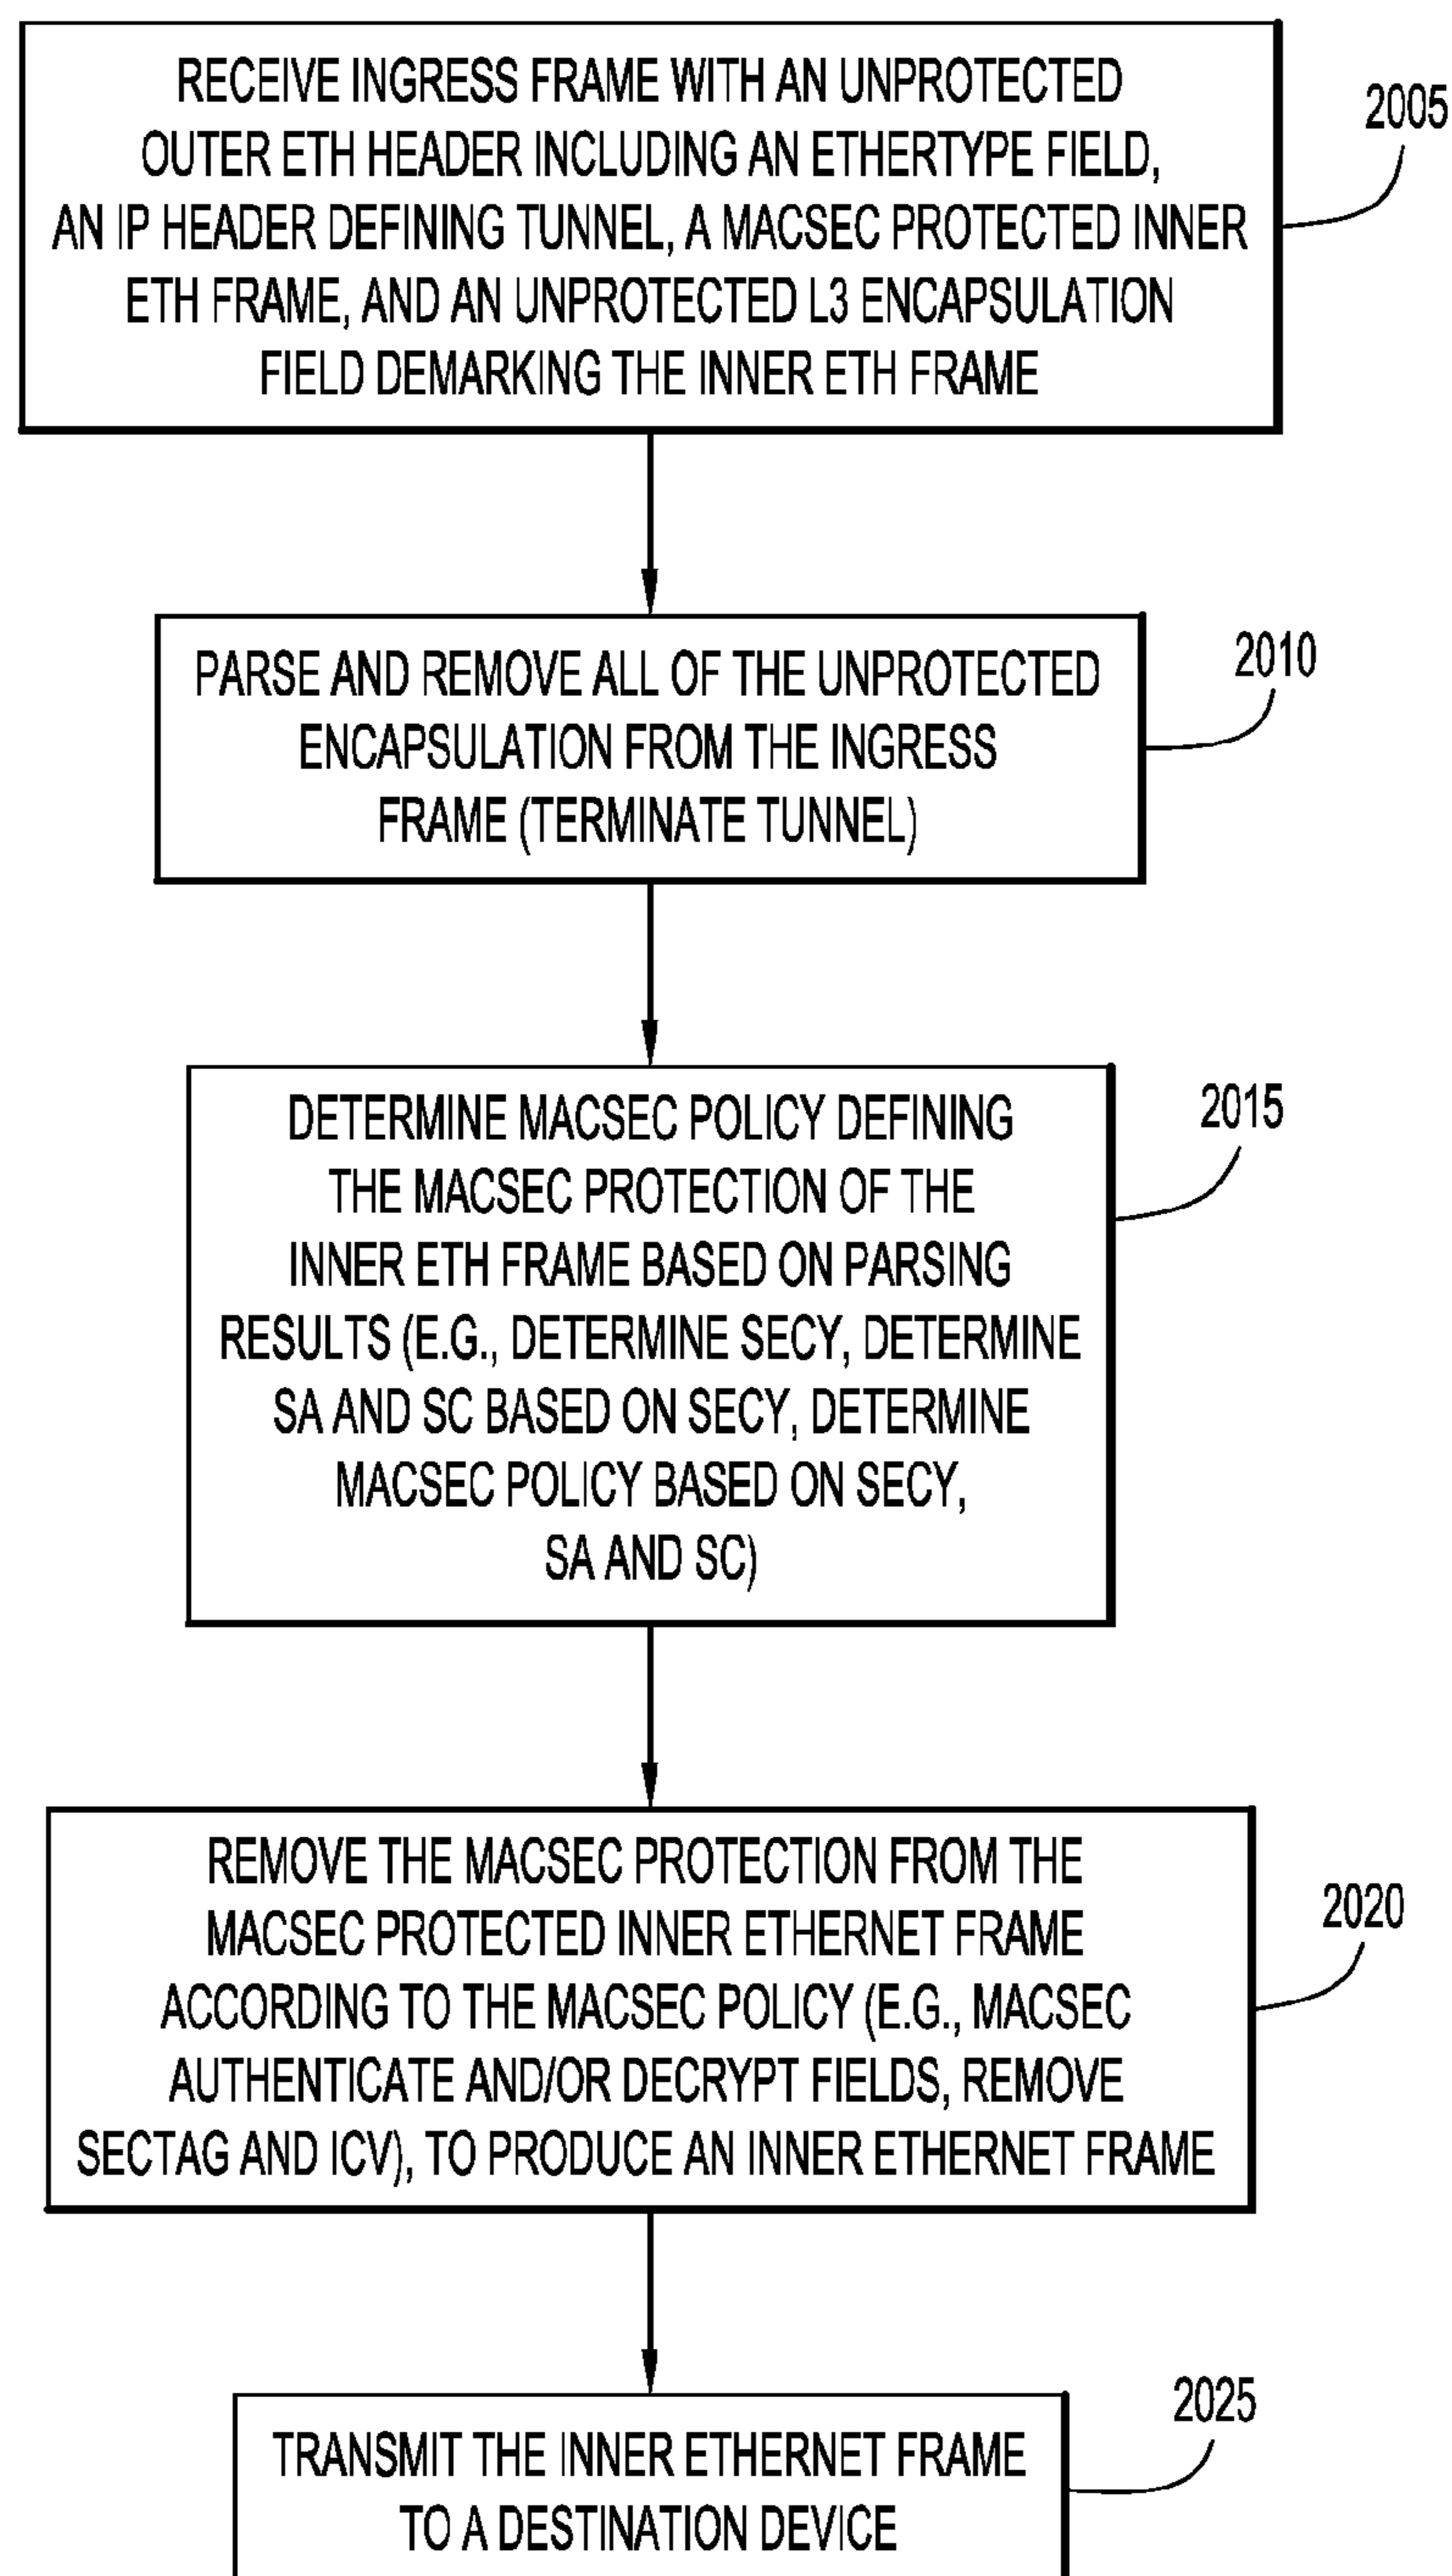 RECEIVE INGRESS FRAME WITH AN UNPROTECTED
OUTER ETH HEADER INCLUDING AN ETHERTYPE FIELD,
AN IP HEADER DEFINING TUNNEL, A MACSEC PROTECTED INNER
ETH FRAME, AND AN UNPROTECTED L3 ENCAPSULATION
FIELD DEMARKING THE INNER ETH FRAME
2005
PARSE AND REMOVE ALL OF THE UNPROTECTED
ENCAPSULATION FROM THE INGRESS
FRAME (TERMINATE TUNNEL)
2010
DETERMINE MACSEC POLICY DEFINING
THE MACSEC PROTECTION OF THE
INNER ETH FRAME BASED ON PARSING
RESULTS (E.G., DETERMINE SECY, DETERMINE
SA AND SC BASED ON SECY, DETERMINE
MACSEC POLICY BASED ON SECY,
SA AND SC)
2015
REMOVE THE MACSEC PROTECTION FROM THE
MACSEC PROTECTED INNER ETHERNET FRAME
ACCORDING TO THE MACSEC POLICY (E.G., MACSEC
AUTHENTICATE AND/OR DECRYPT FIELDS, REMOVE
SECTAG AND ICV), TO PRODUCE AN INNER ETHERNET FRAME
2020
TRANSMIT THE INNER ETHERNET FRAME
TO A DESTINATION DEVICE
2025